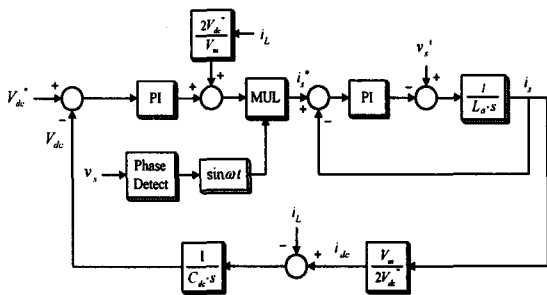 2V_dc* / V_m
i_L
v_s'
V_dc*
+
−
PI
+
+
MUL
i_s*
+
−
PI
−
+
1 / L_a·s
i_s
V_dc
v_s
Phase
Detect
sinωt
i_L
1 / C_dc·s
−
+
i_dc
V_m / 2V_dc*